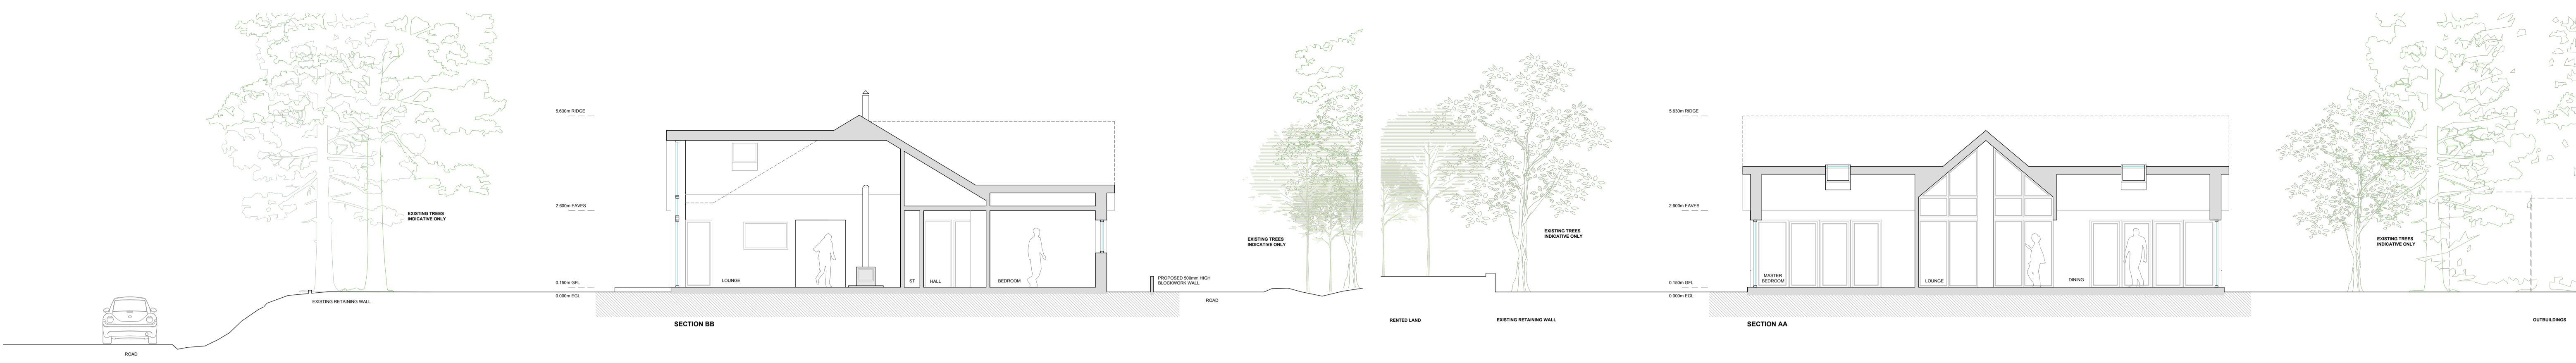 5.630m RIDGE
2.600m EAVES
0.150m GFL
0.000m EGL
EXISTING TREES
INDICATIVE ONLY
EXISTING RETAINING WALL
ROAD
LOUNGE
ST
HALL
BEDROOM
PROPOSED 900mm HIGH
BLOCKWORK WALL
ROAD
SECTION BB
EXISTING TREES
INDICATIVE ONLY
RENTED LAND
EXISTING RETAINING WALL
EXISTING TREES
INDICATIVE ONLY
5.630m RIDGE
2.600m EAVES
0.150m GFL
0.000m EGL
MASTER
BEDROOM
LOUNGE
DINING
SECTION AA
EXISTING TREES
INDICATIVE ONLY
OUTBUILDINGS